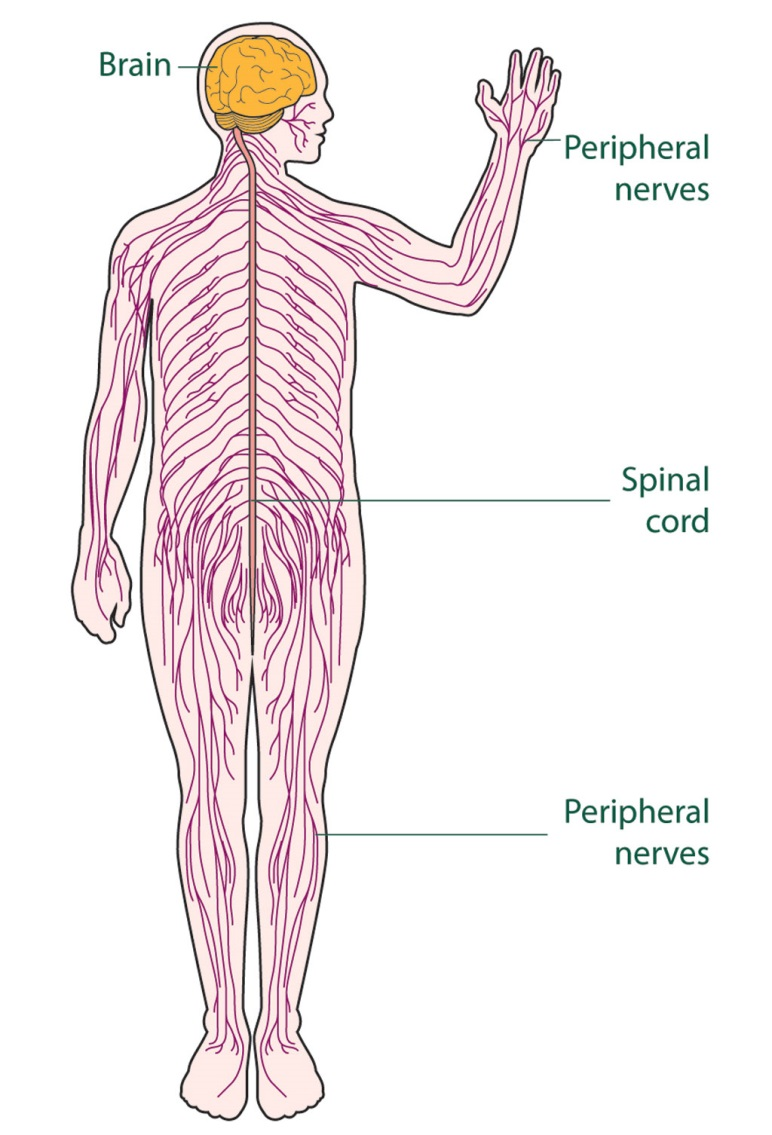 Brain
Peripheral
nerves
Spinal
cord
Peripheral
nerves